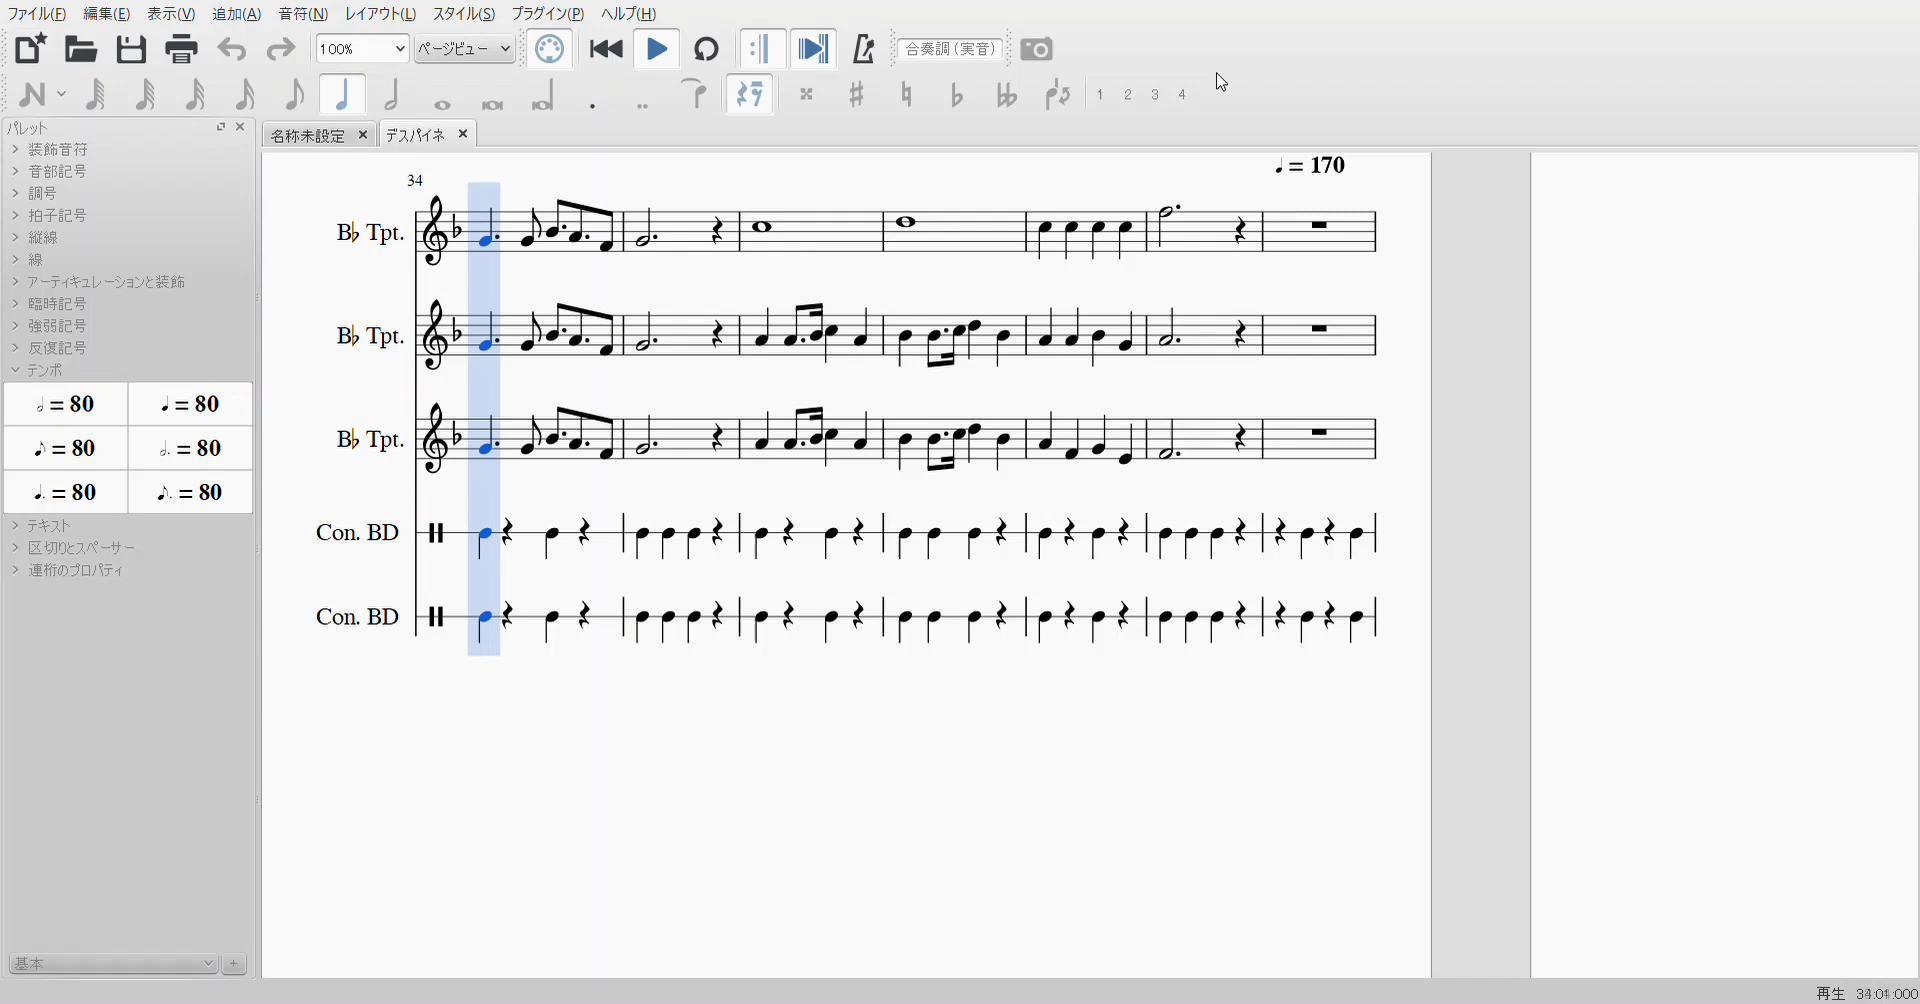 ファイル(F) 編集(E) 表示(V) 追加(A) 音符(N) レイアウト(L) スタイル(S) プラグイン(P) ヘルプ(H)
100% ページビュー 合奏調 (実音)
1 2 3 4
パレット
装飾音符
音部記号
調号
拍子記号
縦線
線
アーティキュレーションと装飾
臨時記号
強弱記号
反復記号
テンポ
= 80 = 80
= 80 = 80
= 80 = 80
テキスト
区切りとスペーサー
連桁のプロパティ
基本
名称未設定 デスパイネ
= 170
34
B♭ Tpt.
B♭ Tpt.
B♭ Tpt.
Con. BD
Con. BD
再生 34:01:000